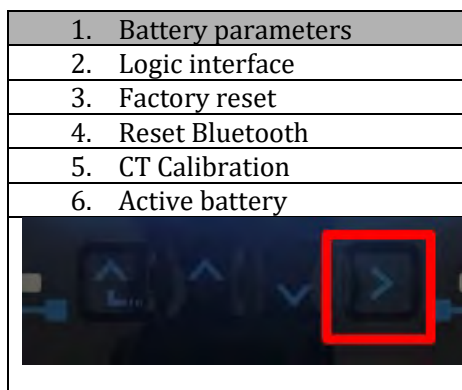 1. Battery parameters
2. Logic interface
3. Factory reset
4. Reset Bluetooth
5. CT Calibration
6. Active battery